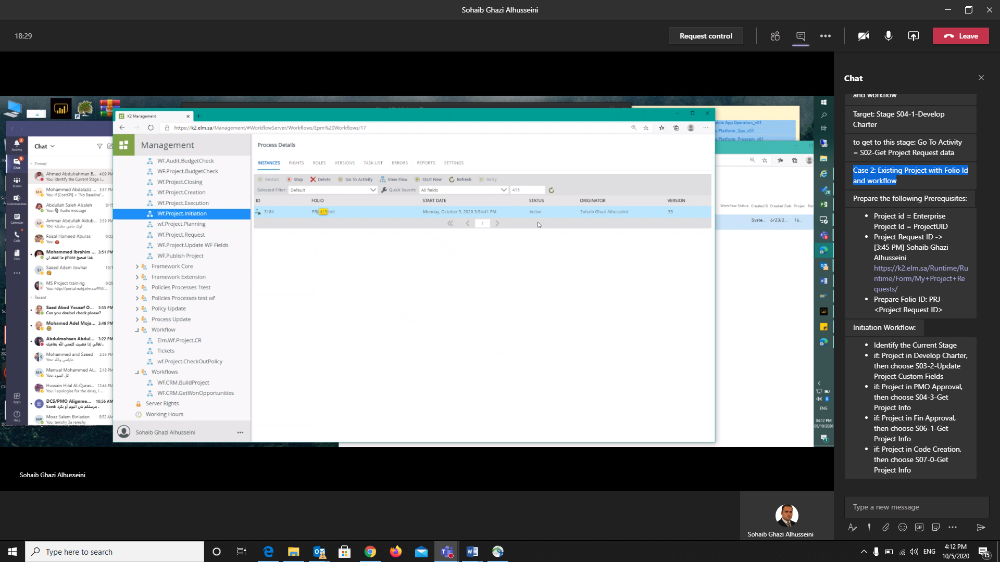 Sohaib Ghazi Alhusseini
18:29
Request control
Leave
Chat
and workflow
Target: Stage S04-1-Develop
Charter
to get to this stage: Go To Activity
= S02-Get Project Request data
Case 2: Existing Project with Folio Id
and workflow
Prepare the following Prerequisites:
Project id = Enterprise
Project Id = ProjectUID
Project Request ID ->
[3:45 PM] Sohaib Ghazi
Alhusseini
https://k2.elm.sa/Runtime/Ru
ntime/Form/My+Project+Re
quests/
Prepare Folio ID: PRJ-
<Project Request ID>
Initiation Workflow:
Identify the Current Stage
if: Project in Develop Charter,
then choose S03-2-Update
Project Custom Fields
if: Project in PMO Approval,
then choose S04-3-Get
Project Info
if: Project in Fin Approval,
then choose S06-1-Get
Project Info
if: Project in Code Creation,
then choose S07-0-Get
Project Info
Type a new message
K2 Management
https://k2.elm.sa/Management/#WorkflowServer/Workflows/Epm%20Workflows/17
Management
WF.Audit.BudgetCheck
WF.Project.BudgetCheck
Wf.Project.Closing
Wf.Project.Creation
Wf.Project.Execution
Wf.Project.Initiation
wf.Project.Planning
Wf.Project.Request
WF.Project.Update WF Fields
WF.Publish Project
Framework Core
Framework Extension
Policies Processes 1test
Policies Processes test wf
Policy Update
Process Update
Workflow
Elm.Wf.Project.CR
Tickets
wf.Project.CheckOutPolicy
Workflows
WF.CRM.BuildProject
WF.CRM.GetWonOpportunities
Server Rights
Working Hours
Sohaib Ghazi Alhusseini
Process Details
INSTANCES RIGHTS ROLES VERSIONS TASK LIST ERRORS REPORTS SETTINGS
Restart Stop Delete Go To Activity View Flow Start New Refresh Retry
Selected Filter: Default Quick Search: All fields 415
ID FOLIO START DATE STATUS ORIGINATOR VERSION
3184 PRJ-415-Init Monday, October 5, 2020 3:54:41 PM Active Sohaib Ghazi Alhusseini 35
1
Activity
Chat
Teams
Communities
Calendar
Calls
Files
Apps
Help
Chat
Pinned
Ahmed Abdulrahman B... 4:09 PM
You: Identify the Current Stage i...
Mohammed Abdalaziz ... 3:57 PM
You: if [CostKPI] = "No Baseline"...
Abdullah Saleh Alsaleh 9/15
You: Audio message
Ammar Abdullah Aldub... 3:39 PM
اوك مافي مشكلة :You
Faisal Hameed Aburas 9/22
You:
Mohammed Ibrahim ... 3:51 PM
هذا صحيح phase ما اعتقد ان
Saeed Adem Jowhar 10/1
MS Project training 9/29
You: http://portal.nahj.elm.sa/PM/...
Recent
Saed Abed Yousef O... 3:55 PM
Can you doubel check please?
Mohamed Adel Moja... 3:48 PM
Abdulmohsen Abdul... 3:22 PM
Mohammed and Saeed 2:56 PM
Menwal Mohammed Al... 2:18 PM
كل البنود :You
Hussain Hilal Al-Quras... 12:44 PM
You: I apologise for the delay, I ...
DCS/PMO Alignme... 10:56 AM
Moaz Salem Binladen 9:52 AM
You: temshy 3a remshy
obile App Operation_v01
s Platform_Ops_v01
s Platform_Program_v01
Workflow Status Created B Created Date Project Par
Syste... 6/23/2... 16...
ENG
04:12 PM
05/10/2020
Sohaib Ghazi Alhusseini
Sohaib Ghazi Alhusseini
Type here to search
ENG
4:12 PM
10/5/2020
15